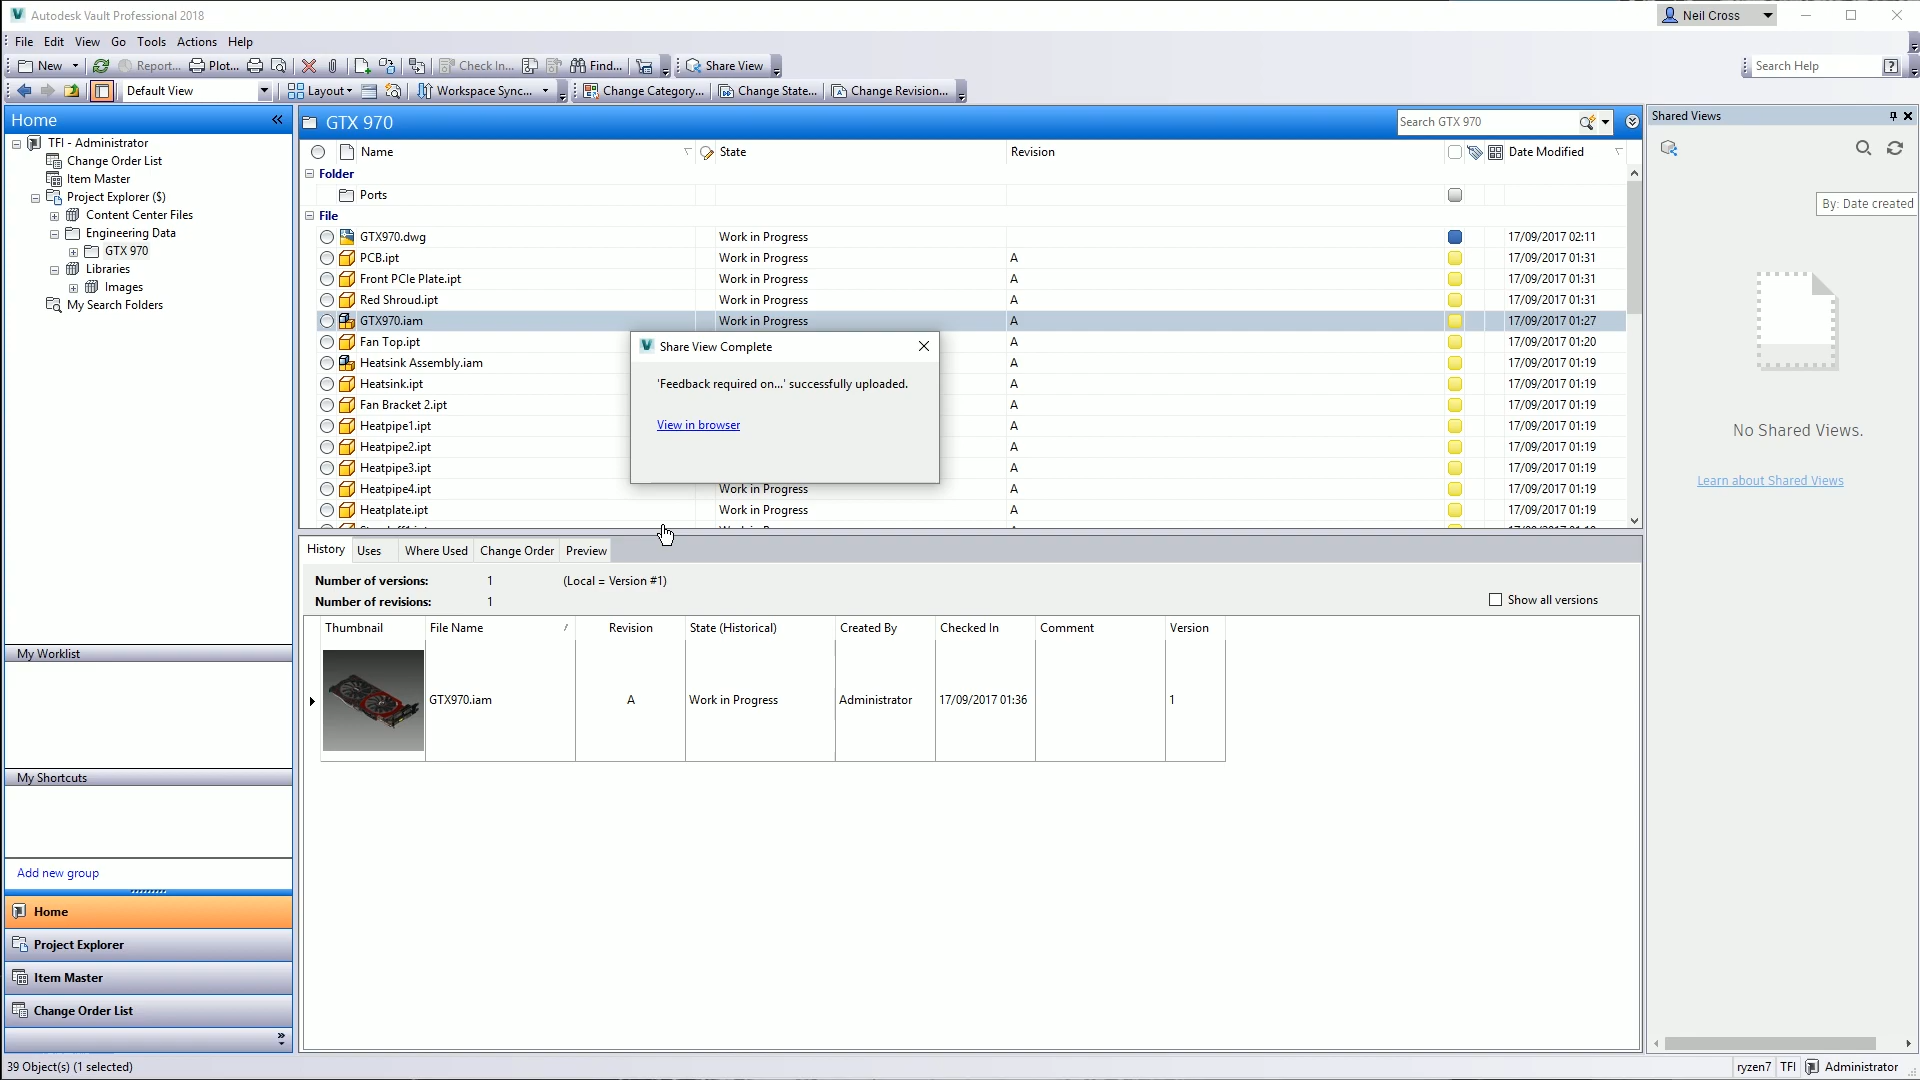 Autodesk Vault Professional 2018
Neil Cross
File Edit View Go Tools Actions Help
New Report... Plot... Check In... Find... Share View Search Help
Default View Layout Workspace Sync... Change Category... Change State... Change Revision...
Home
TFI - Administrator
Change Order List
Item Master
Project Explorer ($)
Content Center Files
Engineering Data
GTX 970
Libraries
Images
My Search Folders
My Worklist
My Shortcuts
Add new group
Home
Project Explorer
Item Master
Change Order List
GTX 970 Search GTX 970
Name State Revision Date Modified
Folder
Ports
File
GTX970.dwg Work in Progress 17/09/2017 02:11
PCB.ipt Work in Progress A 17/09/2017 01:31
Front PCIe Plate.ipt Work in Progress A 17/09/2017 01:31
Red Shroud.ipt Work in Progress A 17/09/2017 01:31
GTX970.iam Work in Progress A 17/09/2017 01:27
Fan Top.ipt A 17/09/2017 01:20
Heatsink Assembly.iam A 17/09/2017 01:19
Heatsink.ipt A 17/09/2017 01:19
Fan Bracket 2.ipt A 17/09/2017 01:19
Heatpipe1.ipt A 17/09/2017 01:19
Heatpipe2.ipt A 17/09/2017 01:19
Heatpipe3.ipt A 17/09/2017 01:19
Heatpipe4.ipt Work in Progress A 17/09/2017 01:19
Heatplate.ipt Work in Progress A 17/09/2017 01:19
Share View Complete
'Feedback required on...' successfully uploaded.
View in browser
History Uses Where Used Change Order Preview
Number of versions: 1 (Local = Version #1)
Number of revisions: 1
Show all versions
Thumbnail File Name Revision State (Historical) Created By Checked In Comment Version
GTX970.iam A Work in Progress Administrator 17/09/2017 01:36 1
Shared Views
By: Date created
No Shared Views.
Learn about Shared Views
39 Object(s) (1 selected)
ryzen7 TFI Administrator